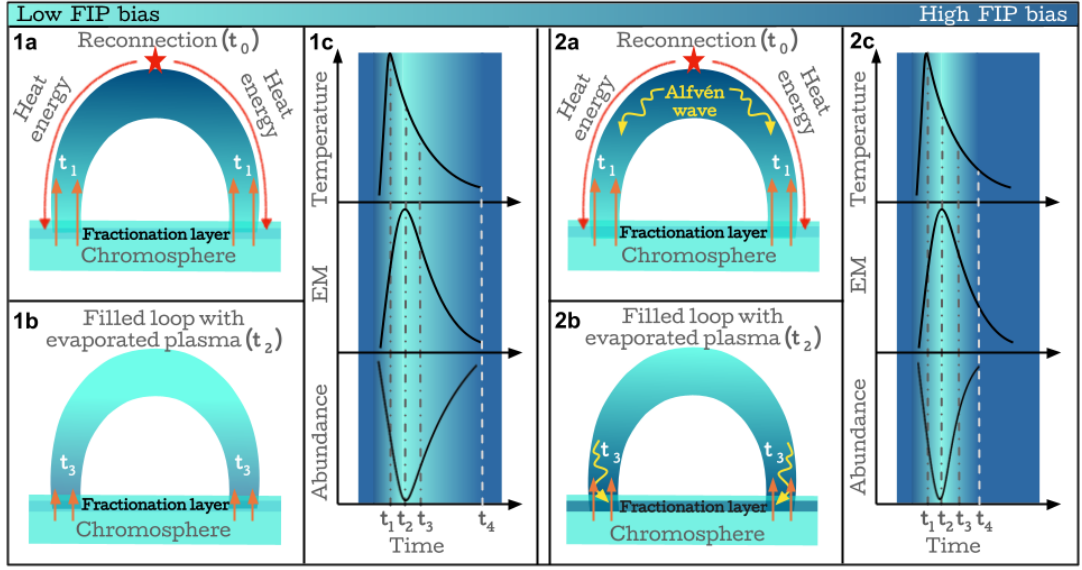 Low FIP bias
High FIP bias
1a
Reconnection (t0)
Heat energy
Heat energy
t1
t1
Fractionation layer
Chromosphere
1b
Filled loop with
evaporated plasma (t2)
t3
t3
Fractionation layer
Chromosphere
1c
Temperature
EM
Abundance
t1 t2 t3 t4
Time
2a
Reconnection (t0)
Heat energy
Heat energy
Alfvén
wave
t1
t1
Fractionation layer
Chromosphere
2b
Filled loop with
evaporated plasma (t2)
t3
t3
Fractionation layer
Chromosphere
2c
Temperature
EM
Abundance
t1 t2 t3 t4
Time